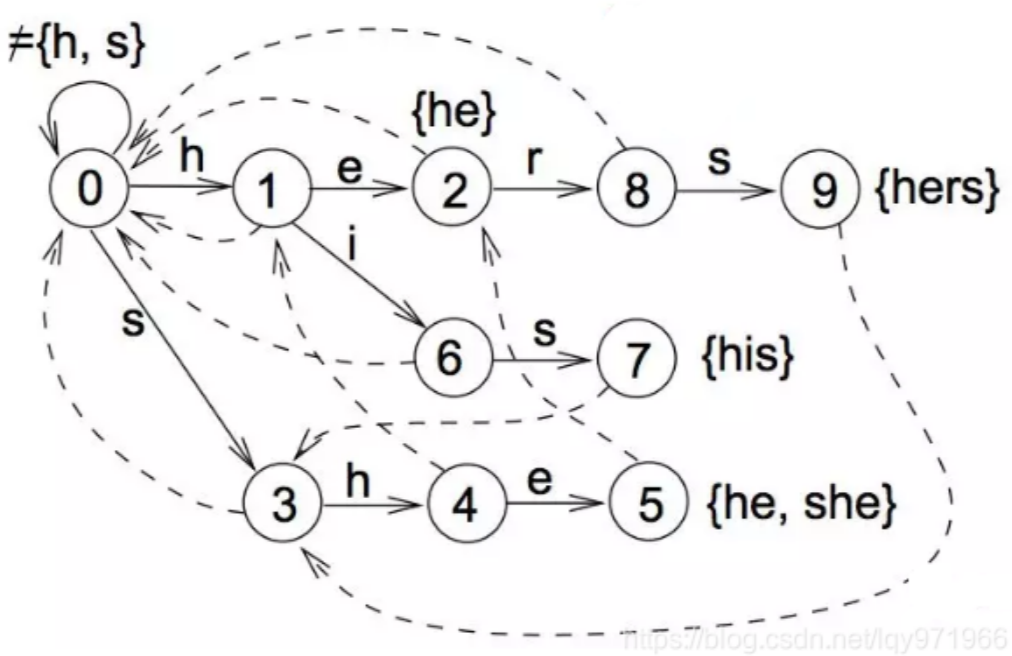 ≠{h, s}
{he}
h
e
r
s
0
1
2
8
9
{hers}
i
s
s
6
7
{his}
h
e
3
4
5
{he, she}
https://blog.csdn.net/lqy971966